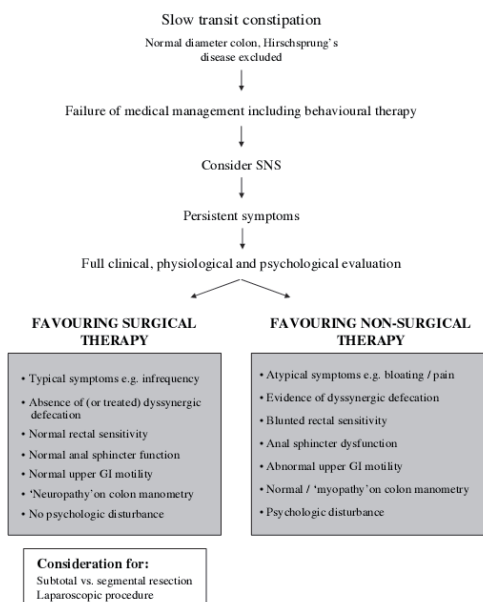 Slow transit constipation
Normal diameter colon, Hirschsprung's
disease excluded
Failure of medical management including behavioural therapy
Consider SNS
Persistent symptoms
Full clinical, physiological and psychological evaluation
FAVOURING SURGICAL
THERAPY
• Typical symptoms e.g. infrequency
• Absence of (or treated) dyssynergic
defecation
• Normal rectal sensitivity
• Normal anal sphincter function
• Normal upper GI motility
• 'Neuropathy' on colon manometry
• No psychologic disturbance
FAVOURING NON-SURGICAL
THERAPY
• Atypical symptoms e.g. bloating / pain
• Evidence of dyssynergic defecation
• Blunted rectal sensitivity
• Anal sphincter dysfunction
• Abnormal upper GI motility
• Normal / 'myopathy' on colon manometry
• Psychologic disturbance
Consideration for:
Subtotal vs. segmental resection
Laparoscopic procedure